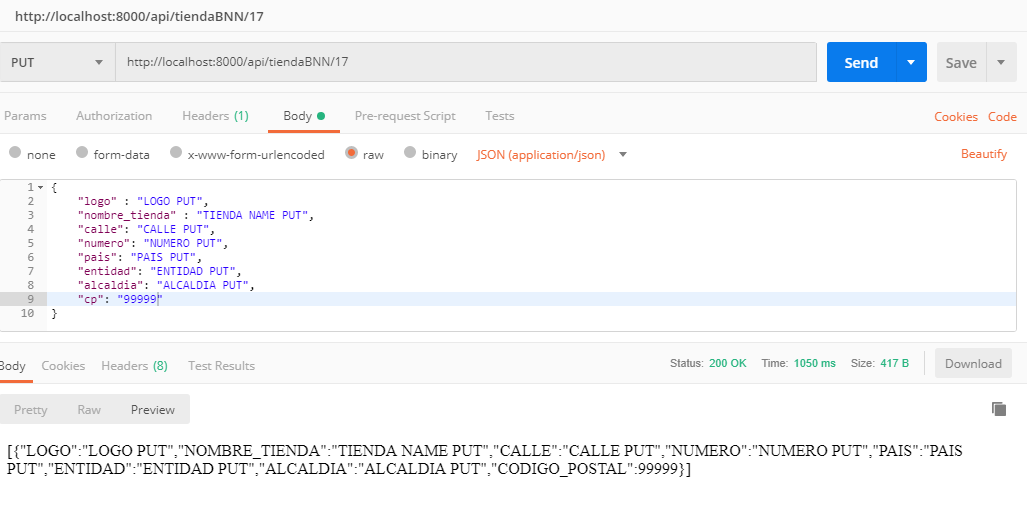 http://localhost:8000/api/tiendaBNN/17
PUT http://localhost:8000/api/tiendaBNN/17 Send Save
Params Authorization Headers (1) Body Pre-request Script Tests Cookies Code
none form-data x-www-form-urlencoded raw binary JSON (application/json) Beautify
1 {
2 "logo" : "LOGO PUT",
3 "nombre_tienda" : "TIENDA NAME PUT",
4 "calle": "CALLE PUT",
5 "numero": "NUMERO PUT",
6 "pais": "PAIS PUT",
7 "entidad": "ENTIDAD PUT",
8 "alcaldia": "ALCALDIA PUT",
9 "cp": "99999"
10 }
Body Cookies Headers (8) Test Results Status: 200 OK Time: 1050 ms Size: 417 B Download
Pretty Raw Preview
[{"LOGO":"LOGO PUT","NOMBRE_TIENDA":"TIENDA NAME PUT","CALLE":"CALLE PUT","NUMERO":"NUMERO PUT","PAIS":"PAIS
PUT","ENTIDAD":"ENTIDAD PUT","ALCALDIA":"ALCALDIA PUT","CODIGO_POSTAL":99999}]